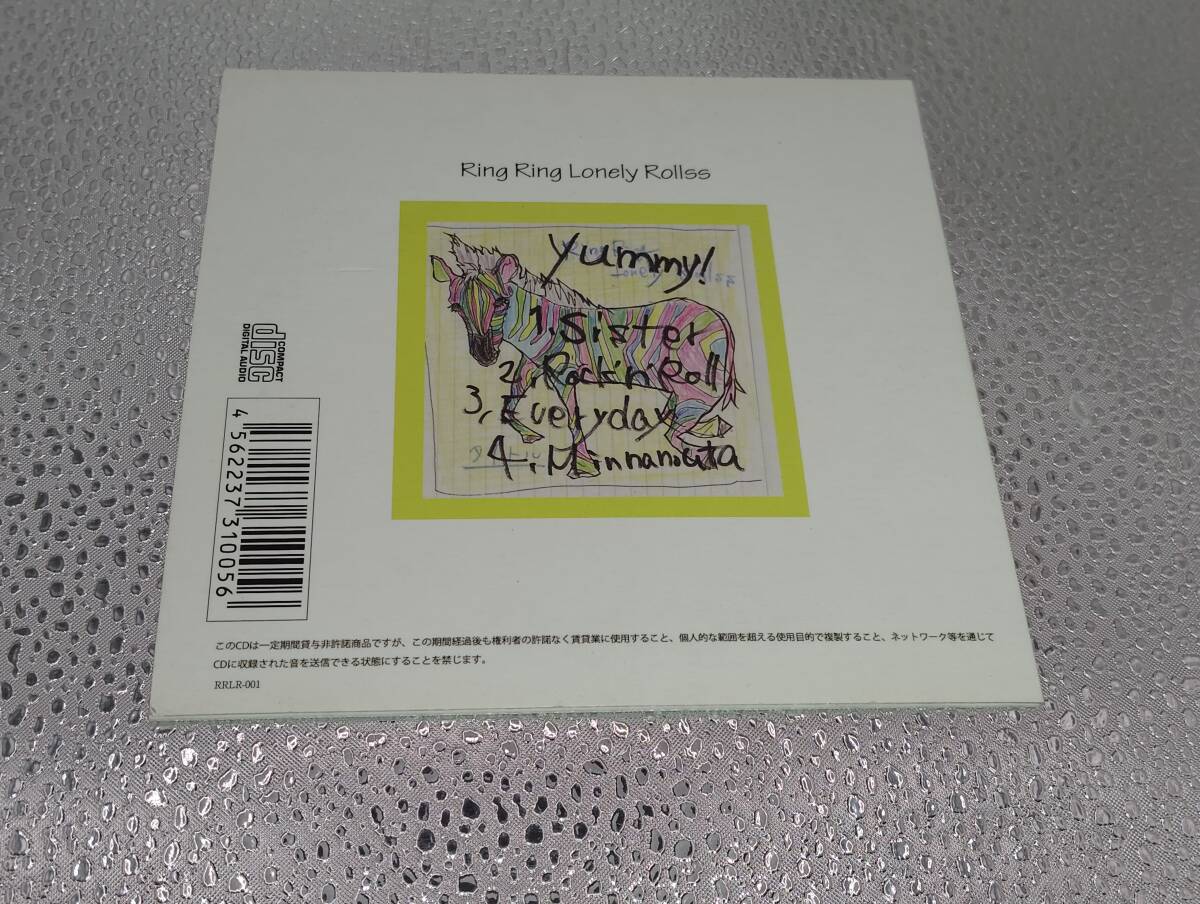 Ring Ring Lonely Rollss
Yummy!
1. Sister
2. Rock'n'Roll
3. Everyday
4. Minnanouta
COMPACT
disc
DIGITAL AUDIO
4 562237 310056
このCDは一定期間貸与非許諾商品ですが、この期間経過後も権利者の許諾なく賃貸業に使用すること、個人的な範囲を超える使用目的で複製すること、ネットワーク等を通じて
CDに収録された音を送信できる状態にすることを禁じます。
RRLR-001